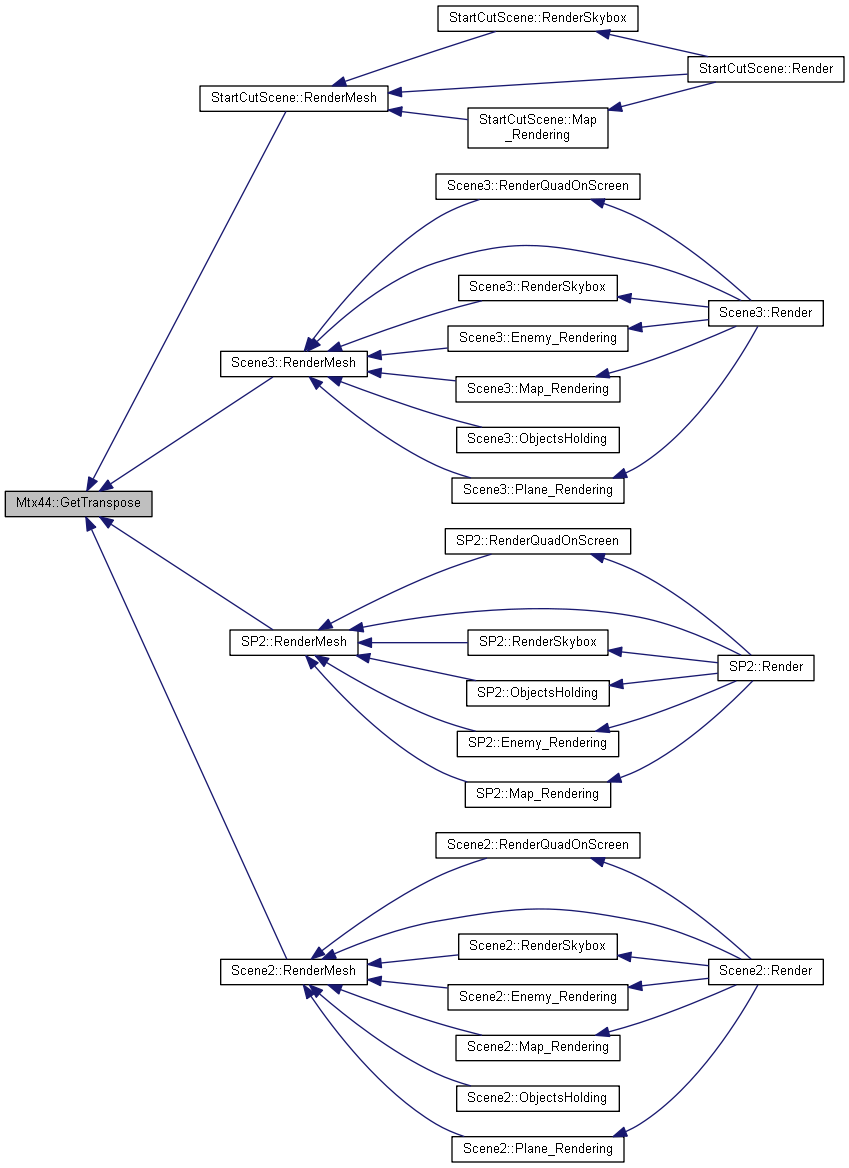 StartCutScene::RenderSkybox
StartCutScene::Render
StartCutScene::RenderMesh
StartCutScene::Map
_Rendering
Scene3::RenderQuadOnScreen
Scene3::RenderSkybox
Scene3::Render
Scene3::Enemy_Rendering
Scene3::RenderMesh
Scene3::Map_Rendering
Scene3::ObjectsHolding
Scene3::Plane_Rendering
Mtx44::GetTranspose
SP2::RenderQuadOnScreen
SP2::RenderMesh
SP2::RenderSkybox
SP2::Render
SP2::ObjectsHolding
SP2::Enemy_Rendering
SP2::Map_Rendering
Scene2::RenderQuadOnScreen
Scene2::RenderSkybox
Scene2::RenderMesh
Scene2::Render
Scene2::Enemy_Rendering
Scene2::Map_Rendering
Scene2::ObjectsHolding
Scene2::Plane_Rendering